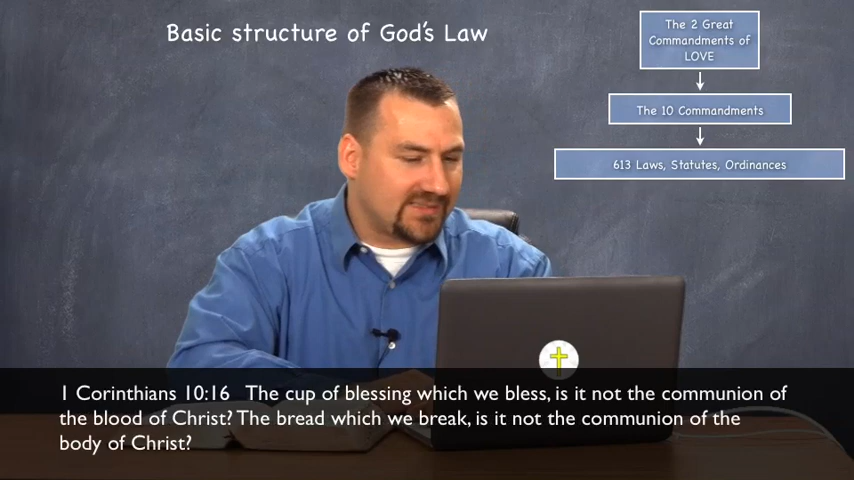 Basic structure of God's Law
The 2 Great
Commandments of
LOVE
The 10 Commandments
613 Laws, Statutes, Ordinances
1 Corinthians 10:16 The cup of blessing which we bless, is it not the communion of
the blood of Christ? The bread which we break, is it not the communion of the
body of Christ?